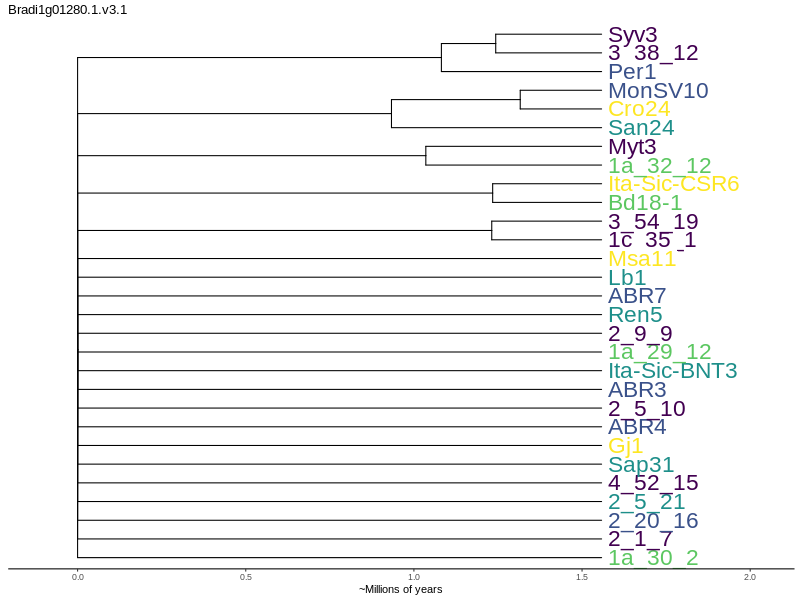 Bradi1g01280.1.v3.1
Syv3
3_38_12
Per1
MonSV10
Cro24
San24
Myt3
1a_32_12
Ita-Sic-CSR6
Bd18-1
3_54_19
1c_35_1
Msa11
Lb1
ABR7
Ren5
2_9_9
1a_29_12
Ita-Sic-BNT3
ABR3
2_5_10
ABR4
Gj1
Sap31
4_52_15
2_5_21
2_20_16
2_1_7
1a_30_2
0.0 0.5 1.0 1.5 2.0
~Millions of years